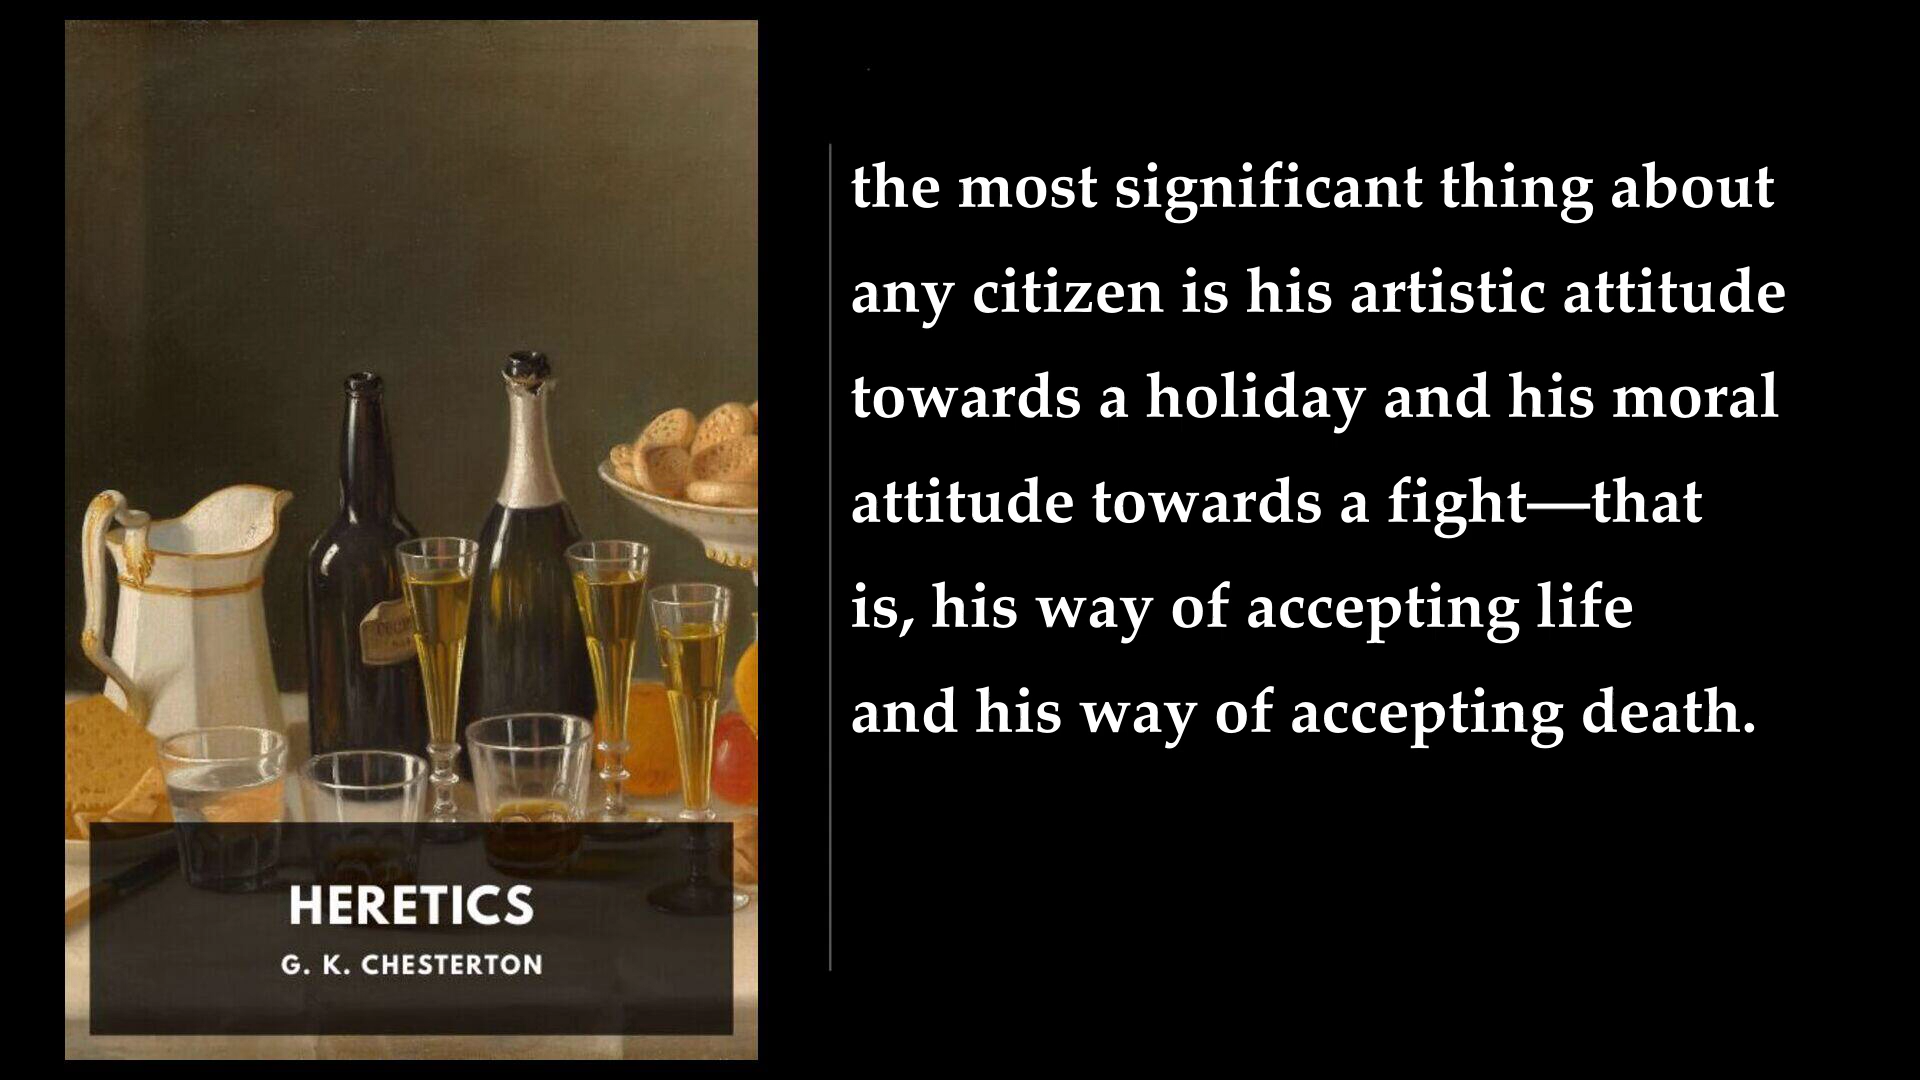 the most significant thing about
any citizen is his artistic attitude
towards a holiday and his moral
attitude towards a fight—that
is, his way of accepting life
and his way of accepting death.
HERETICS
G. K. CHESTERTON